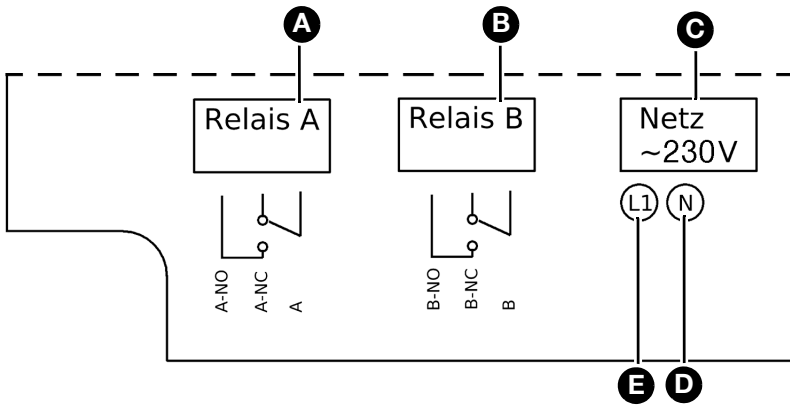 A
B
C
Relais A
Relais B
Netz
~230V
L1
N
A-NO
A-NC
A
B-NO
B-NC
B
E
D